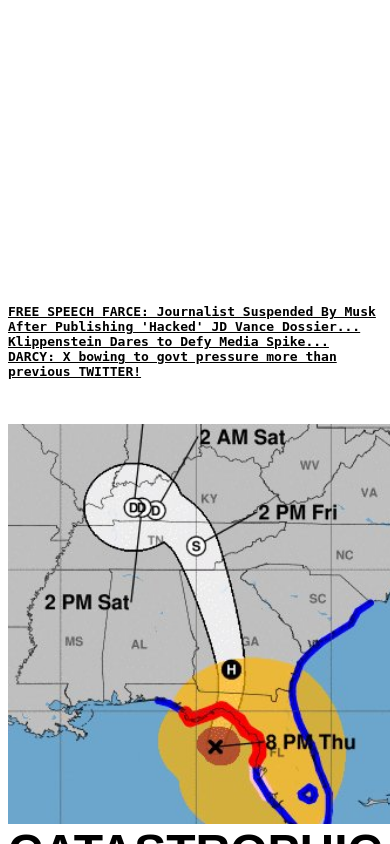 FREE SPEECH FARCE: Journalist Suspended By Musk
After Publishing 'Hacked' JD Vance Dossier...
Klippenstein Dares to Defy Media Spike...
DARCY: X bowing to govt pressure more than
previous TWITTER!
2 AM Sat
WV
VA
KY
2 PM Fri
D
D
D
TN
S
NC
2 PM Sat
SC
MS
AL
GA
H
8 PM Thu
FL
CATASTROPHIC